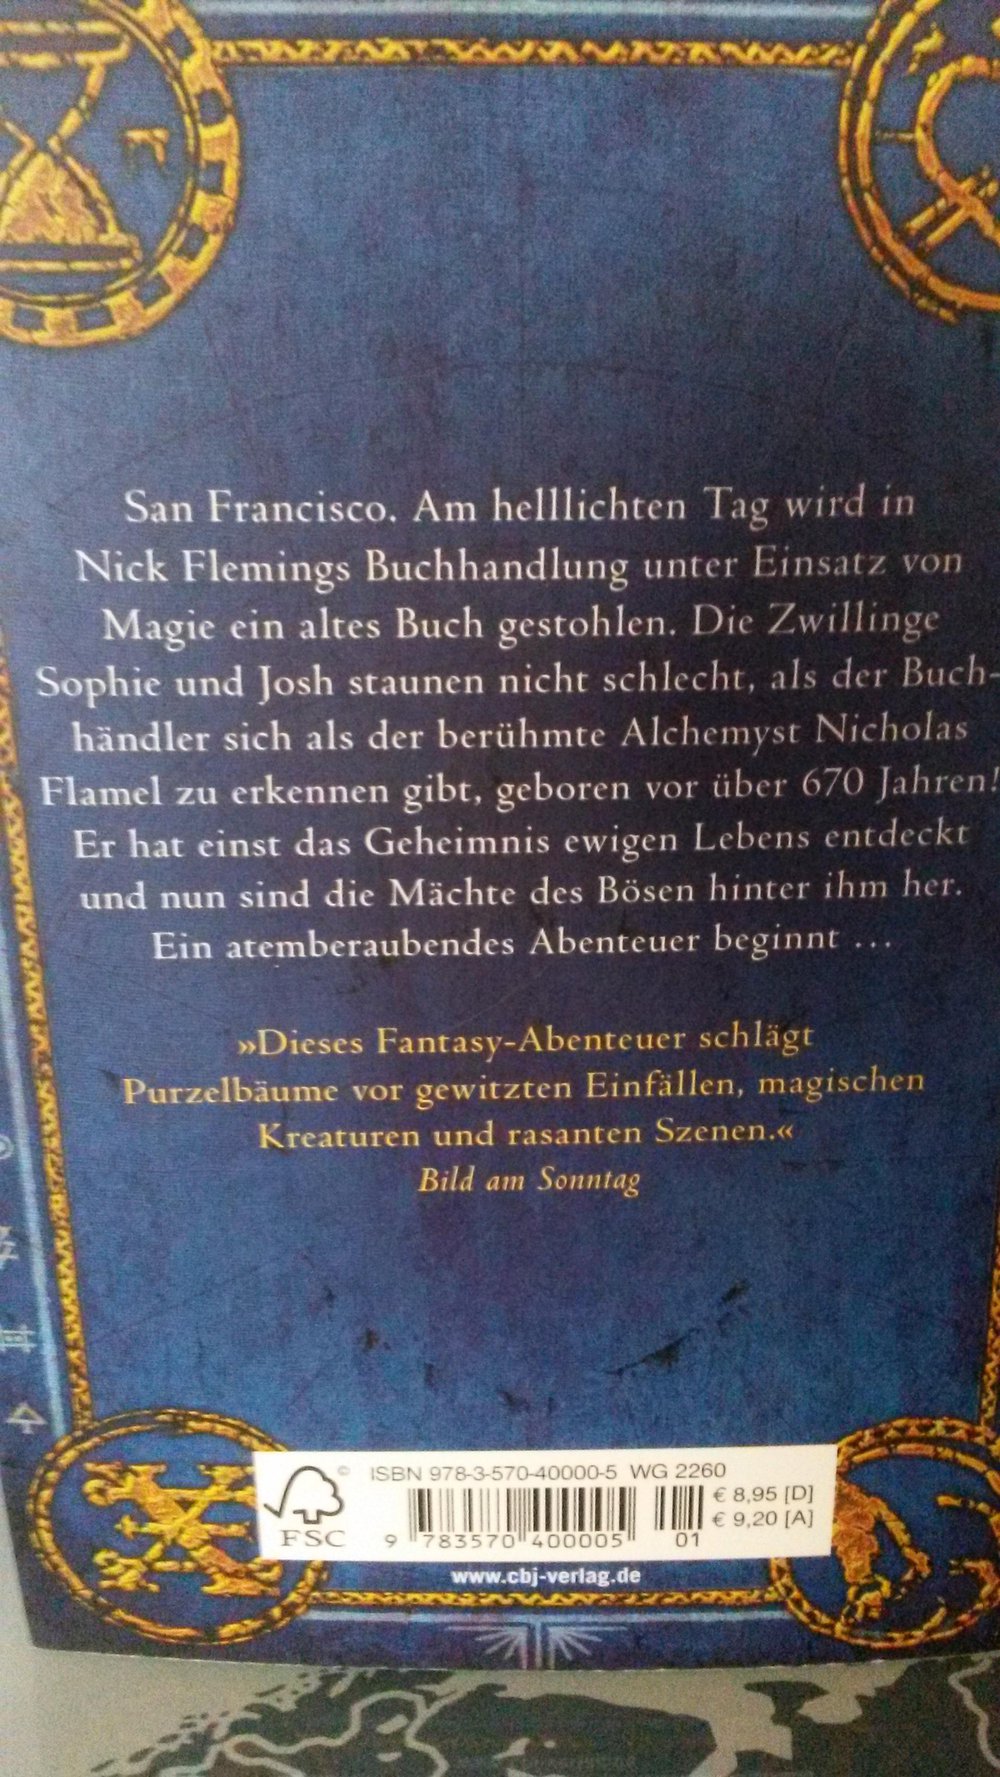 San Francisco. Am helllichten Tag wird in
Nick Flemings Buchhandlung unter Einsatz von
Magie ein altes Buch gestohlen. Die Zwillinge
Sophie und Josh staunen nicht schlecht, als der Buch-
händler sich als der berühmte Alchemyst Nicholas
Flamel zu erkennen gibt, geboren vor über 670 Jahren!
Er hat einst das Geheimnis ewigen Lebens entdeckt
und nun sind die Mächte des Bösen hinter ihm her.
Ein atemberaubendes Abenteuer beginnt …
»Dieses Fantasy-Abenteuer schlägt
Purzelbäume vor gewitzten Einfällen, magischen
Kreaturen und rasanten Szenen.«
Bild am Sonntag
©
FSC
ISBN 978-3-570-40000-5 WG 2260
€ 8,95 [D]
€ 9,20 [A]
9 783570 400005 01
www.cbj-verlag.de